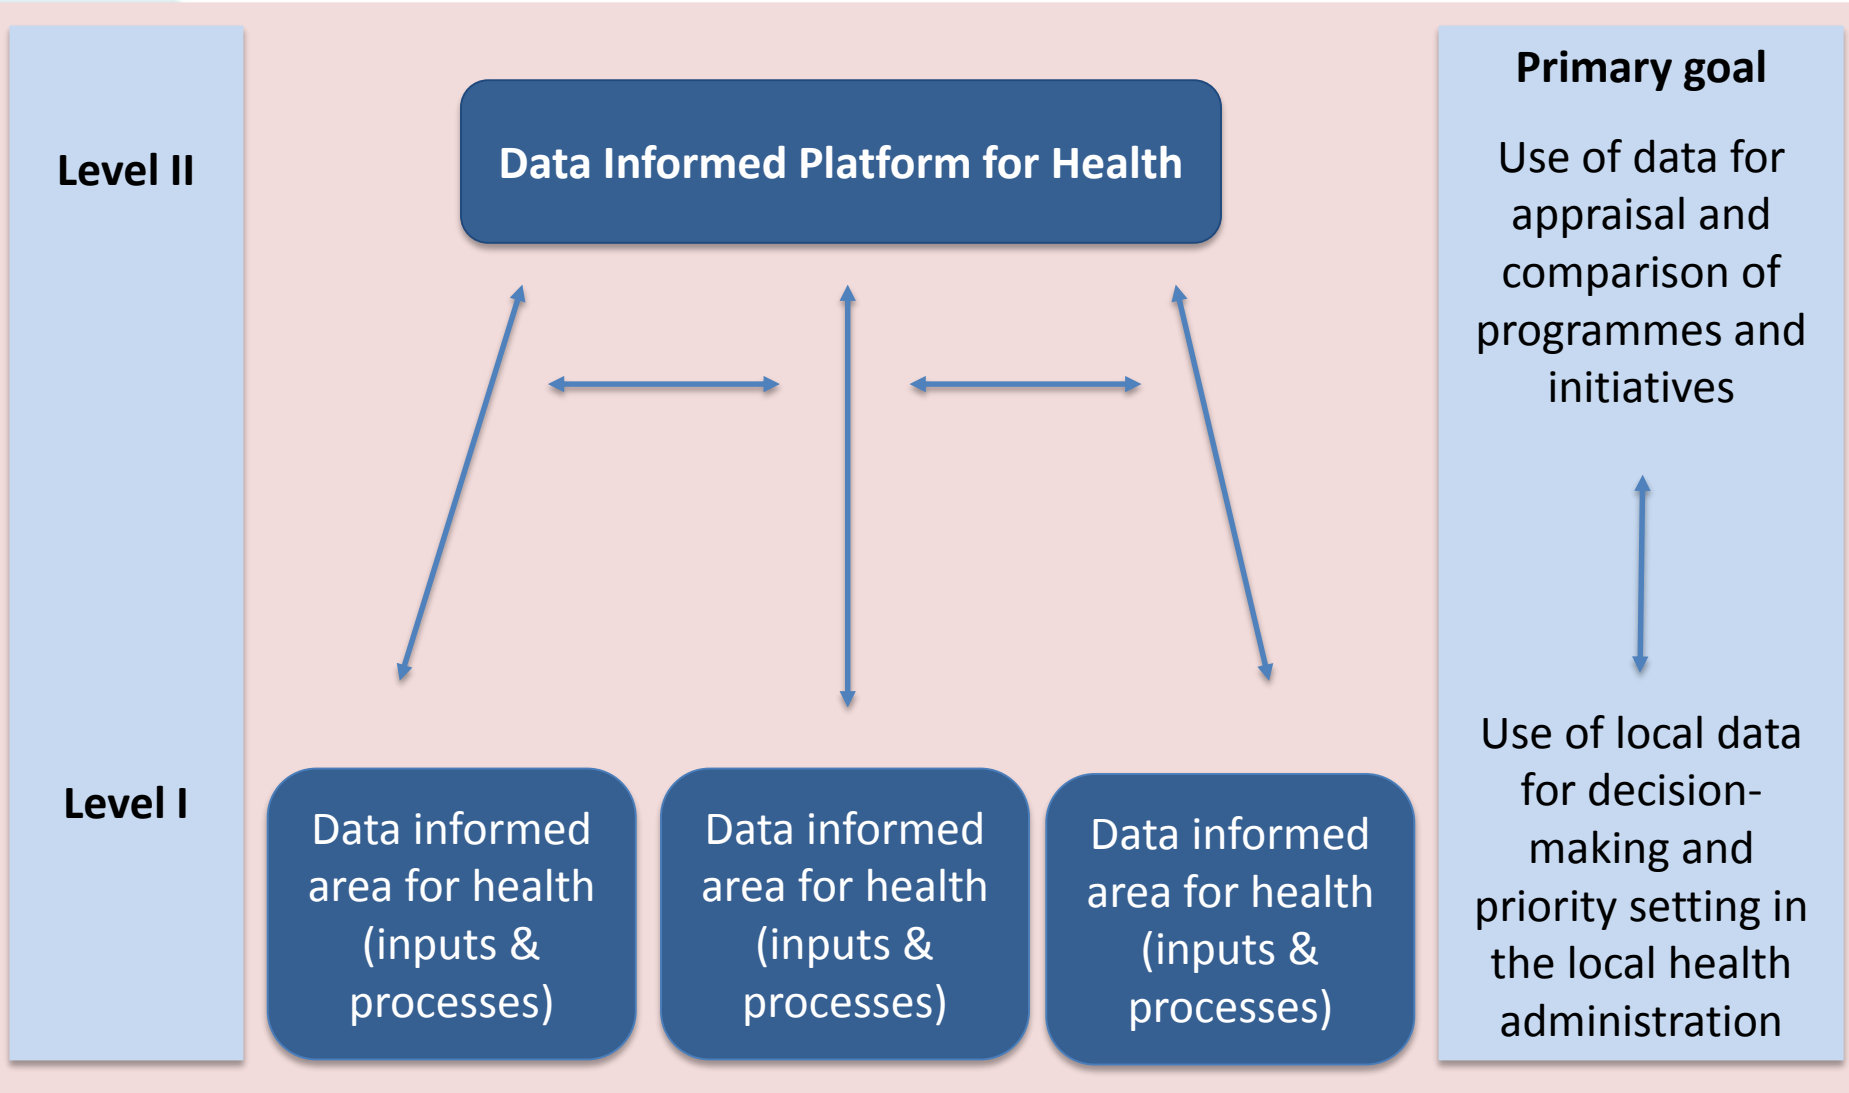 Level II
Data Informed Platform for Health
Primary goal
Use of data for
appraisal and
comparison of
programmes and
initiatives
Level I
Data informed
area for health
(inputs &
processes)
Data informed
area for health
(inputs &
processes)
Data informed
area for health
(inputs &
processes)
Use of local data
for decision-
making and
priority setting in
the local health
administration